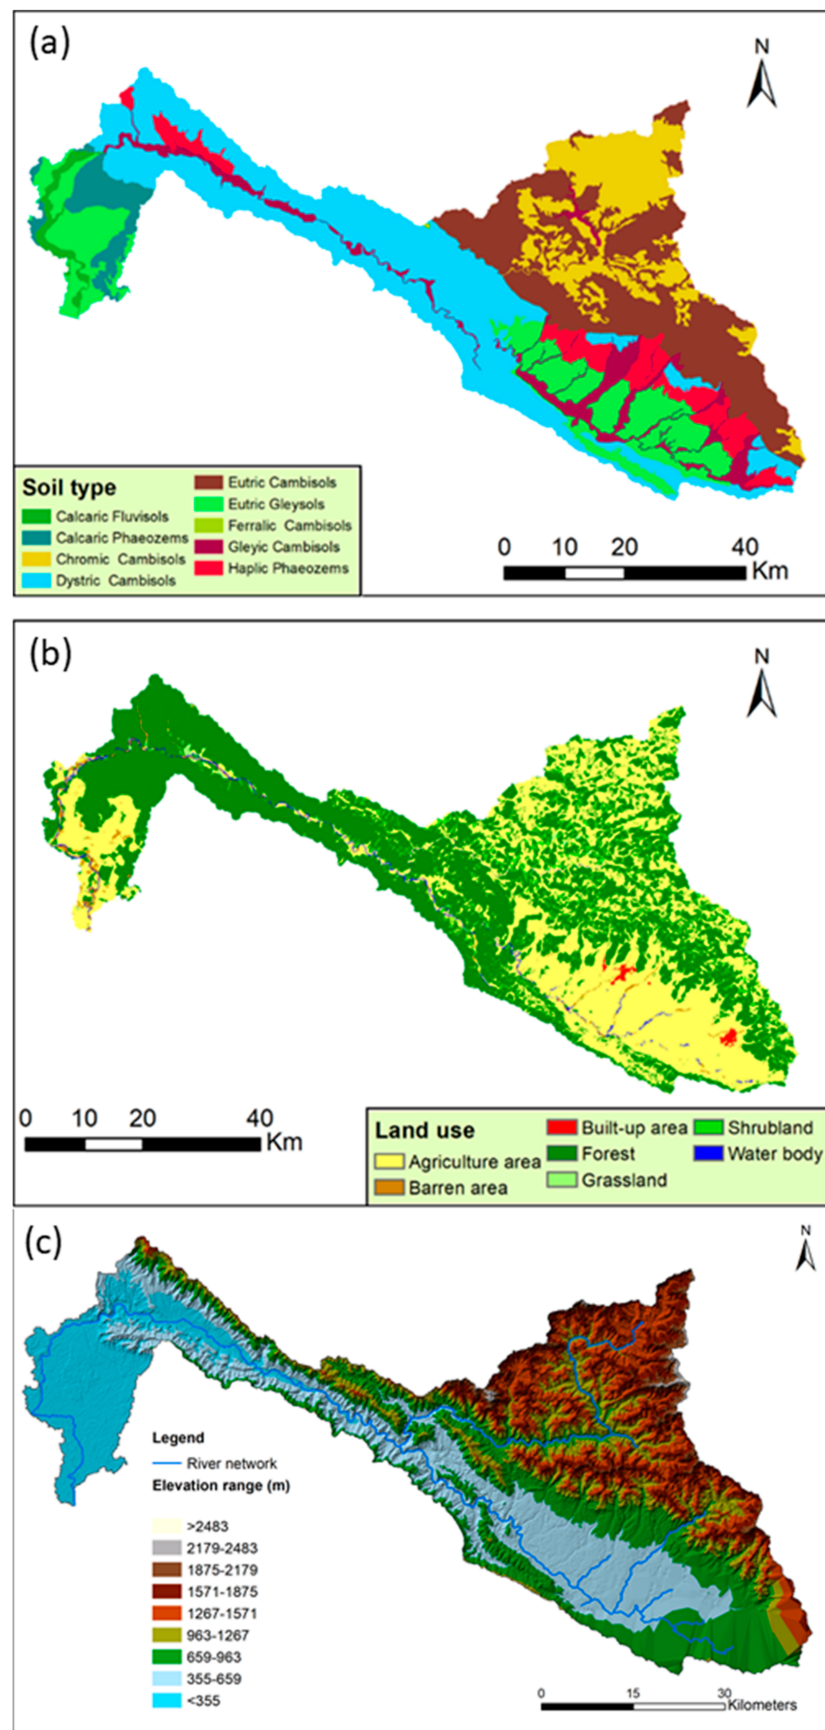 (a)
N
Soil type
Calcaric Fluvisols
Calcaric Phaeozems
Chromic Cambisols
Dystric Cambisols
Eutric Cambisols
Eutric Gleysols
Ferralic Cambisols
Gleyic Cambisols
Haplic Phaeozems
0 10 20 40
Km
(b)
N
0 10 20 40
Km
Land use
Agriculture area
Barren area
Built-up area
Forest
Grassland
Shrubland
Water body
(c)
N
Legend
River network
Elevation range (m)
>2483
2179-2483
1875-2179
1571-1875
1267-1571
963-1267
659-963
355-659
<355
0 15 30
Kilometers